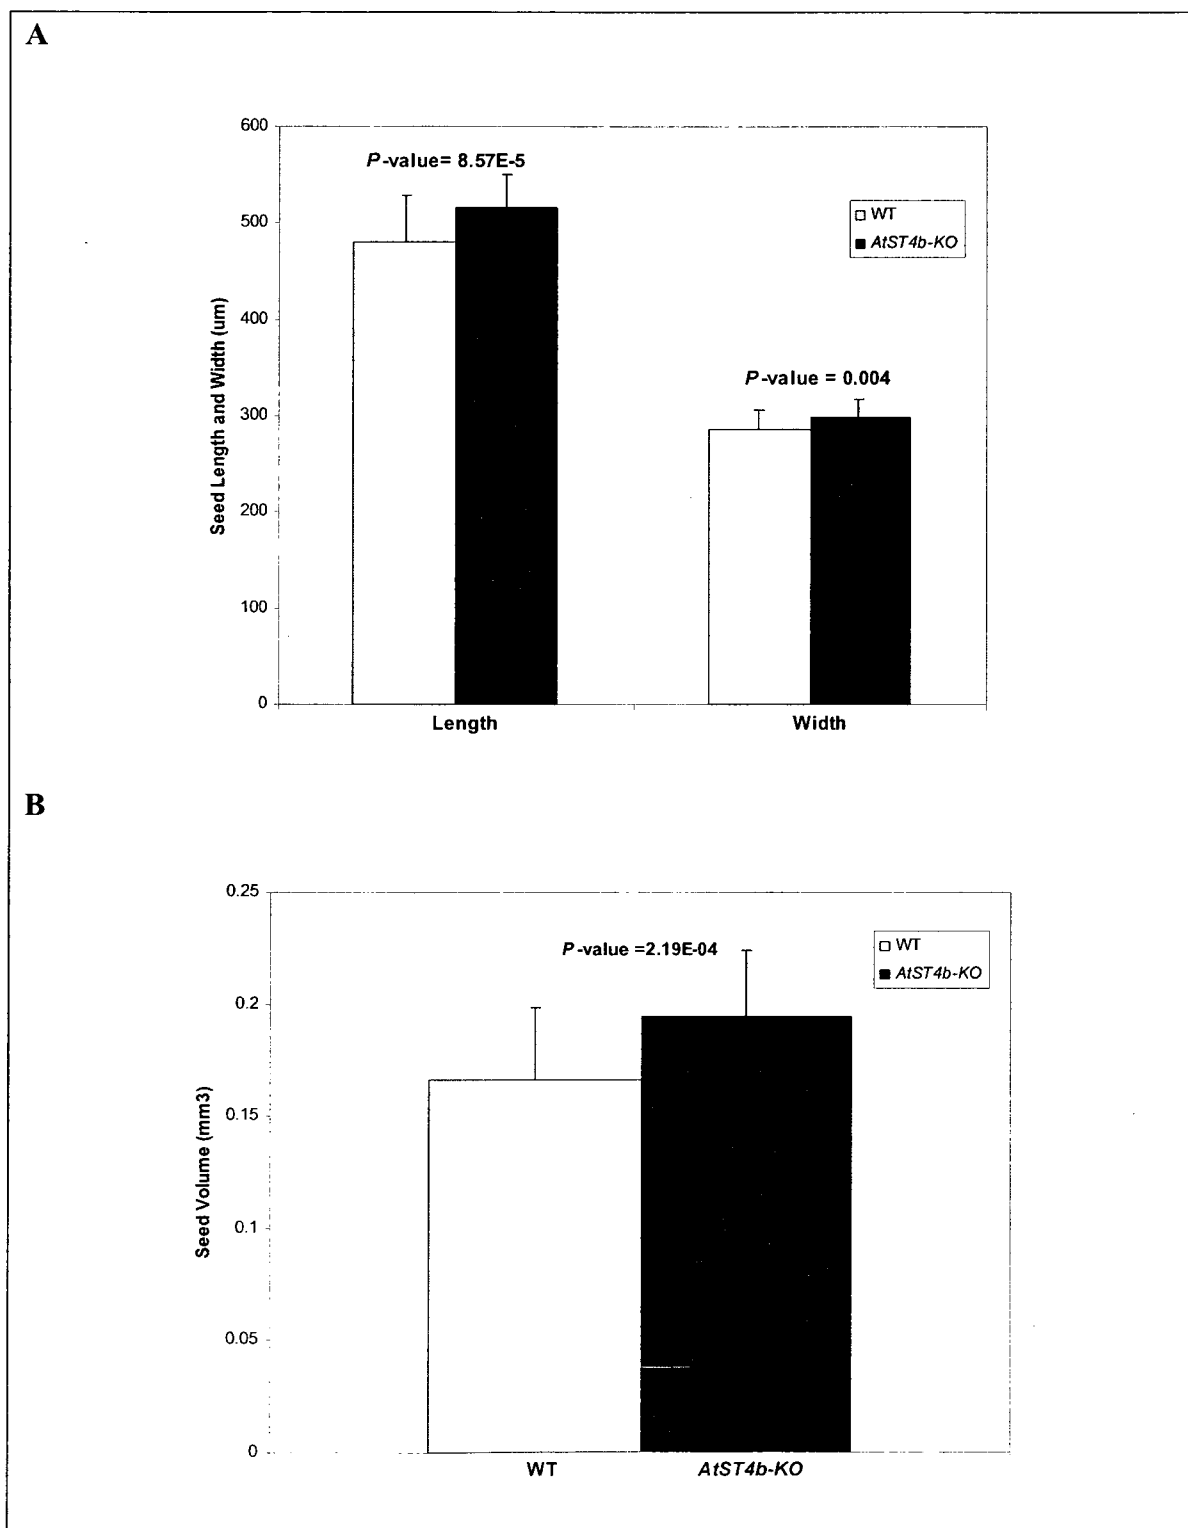 A
600
P-value= 8.57E-5
500
WT
AtST4b-KO
400
Seed Length and Width (um)
P-value = 0.004
300
200
100
0
Length
Width
B
0.25
P-value =2.19E-04
WT
AtST4b-KO
0.2
0.15
Seed Volume (mm3)
0.1
0.05
0
WT
AtST4b-KO